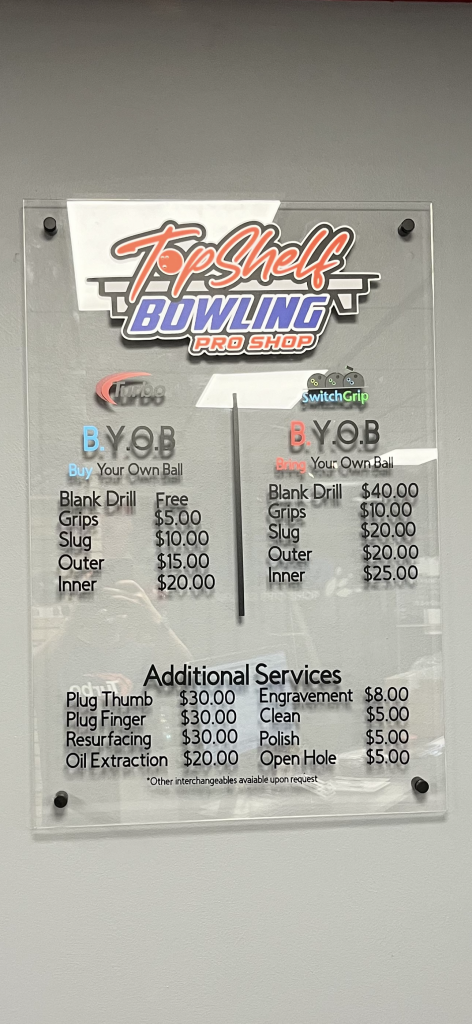 TopShelf
BOWLING
PRO SHOP
Turbo
SwitchGrip
B.Y.O.B
Buy Your Own Ball
Blank Drill Free
Grips $5.00
Slug $10.00
Outer $15.00
Inner $20.00
B.Y.O.B
Bring Your Own Ball
Blank Drill $40.00
Grips $10.00
Slug $20.00
Outer $20.00
Inner $25.00
Additional Services
Plug Thumb $30.00
Plug Finger $30.00
Resurfacing $30.00
Oil Extraction $20.00
Engravement $8.00
Clean $5.00
Polish $5.00
Open Hole $5.00
*Other interchangeables avaiable upon request